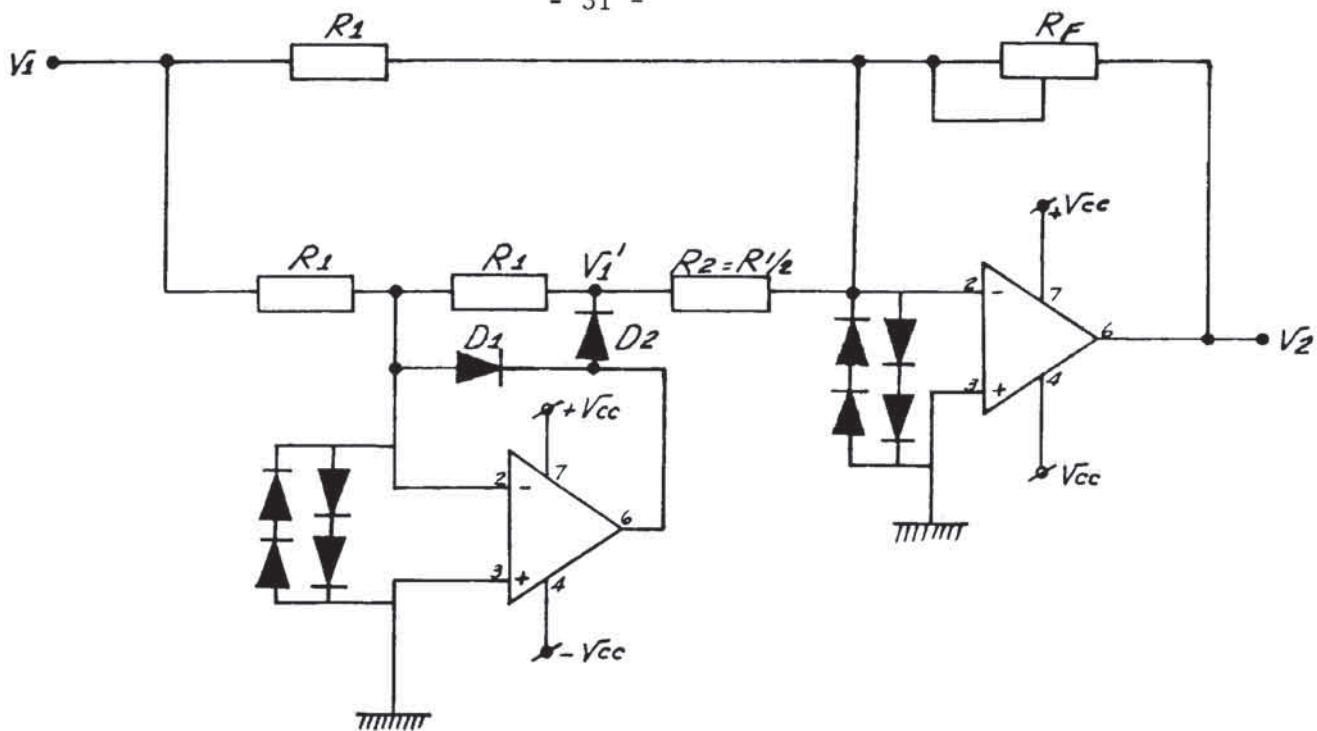 - 31 -
R1
RF
V1
+Vcc
R1
R1
V1'
R2 = R'/2
2
-
7
6
V2
D1
D2
3
+
4
+Vcc
Vcc
2
-
7
6
3
+
4
- Vcc